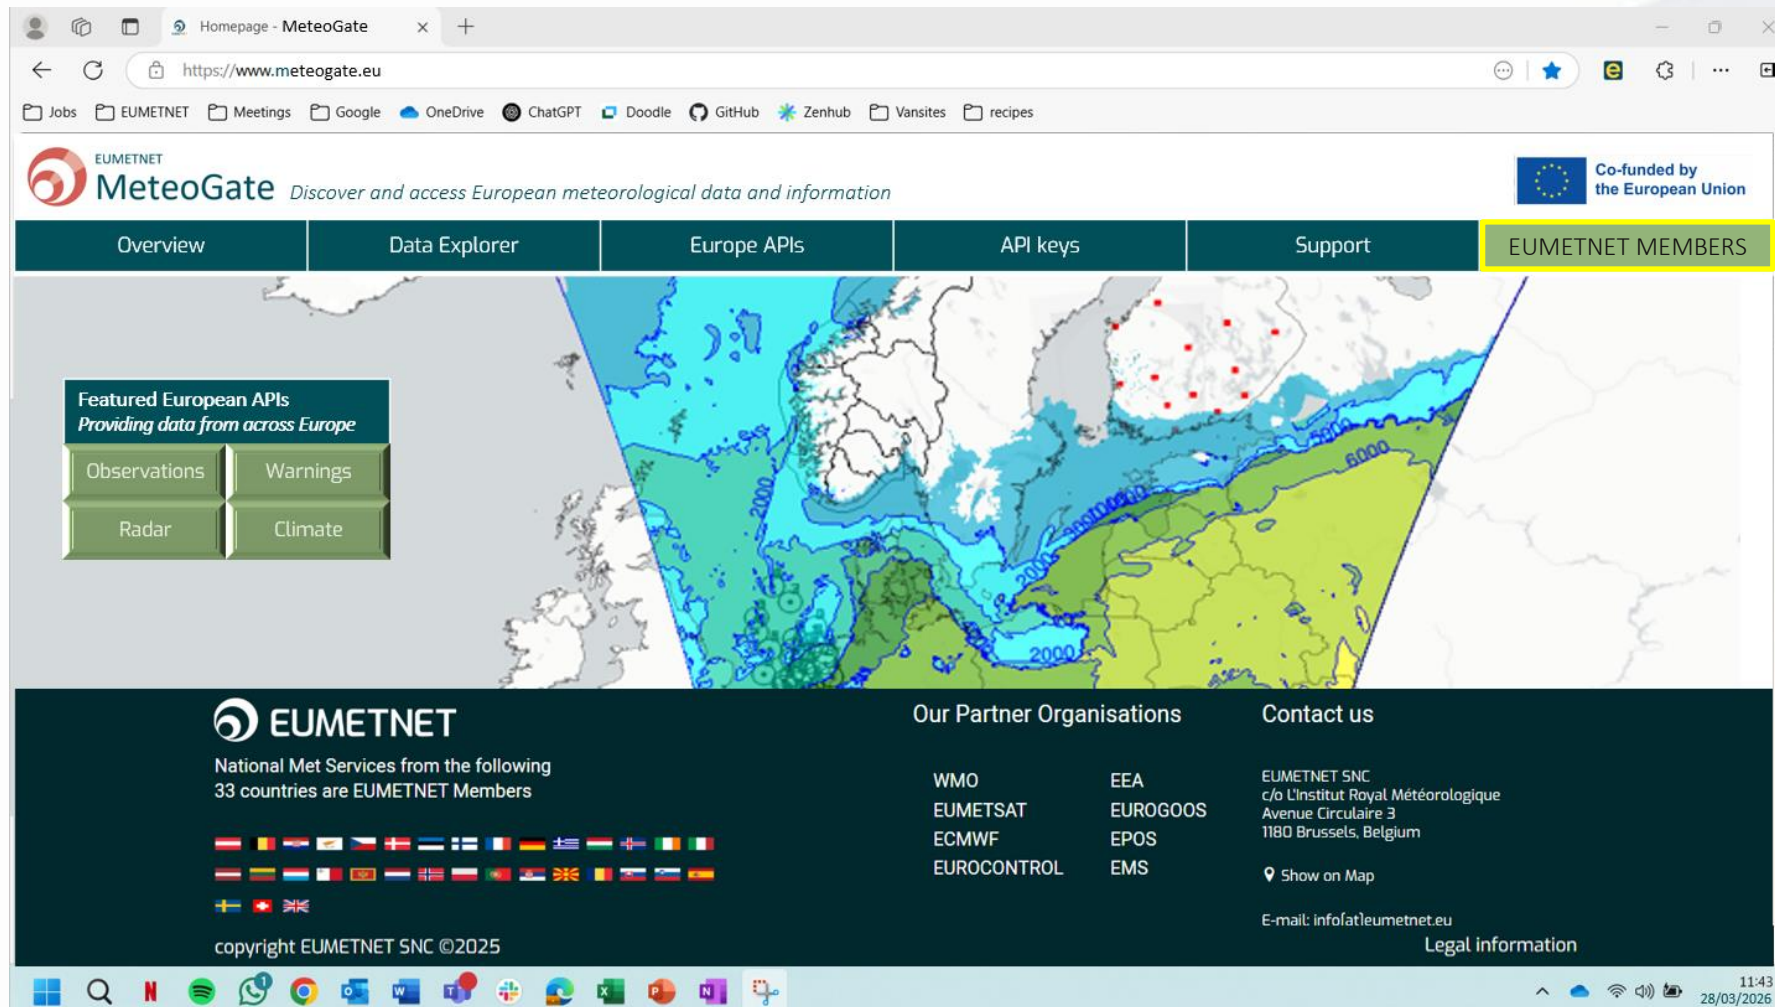 Homepage - MeteoGate
https://www.meteogate.eu
Jobs EUMETNET Meetings Google OneDrive ChatGPT Doodle GitHub Zenhub Vansites recipes
EUMETNET
MeteoGate Discover and access European meteorological data and information
Co-funded by
the European Union
Overview Data Explorer Europe APIs API keys Support EUMETNET MEMBERS
Featured European APIs
Providing data from across Europe
Observations Warnings
Radar Climate
6000
2000
2000
2000
EUMETNET
National Met Services from the following
33 countries are EUMETNET Members
copyright EUMETNET SNC ©2025
Our Partner Organisations
WMO EEA
EUMETSAT EUROGOOS
ECMWF EPOS
EUROCONTROL EMS
Contact us
EUMETNET SNC
c/o L'Institut Royal Météorologique
Avenue Circulaire 3
1180 Brussels, Belgium
Show on Map
E-mail: info[at]eumetnet.eu
Legal information
11:43
28/03/2026